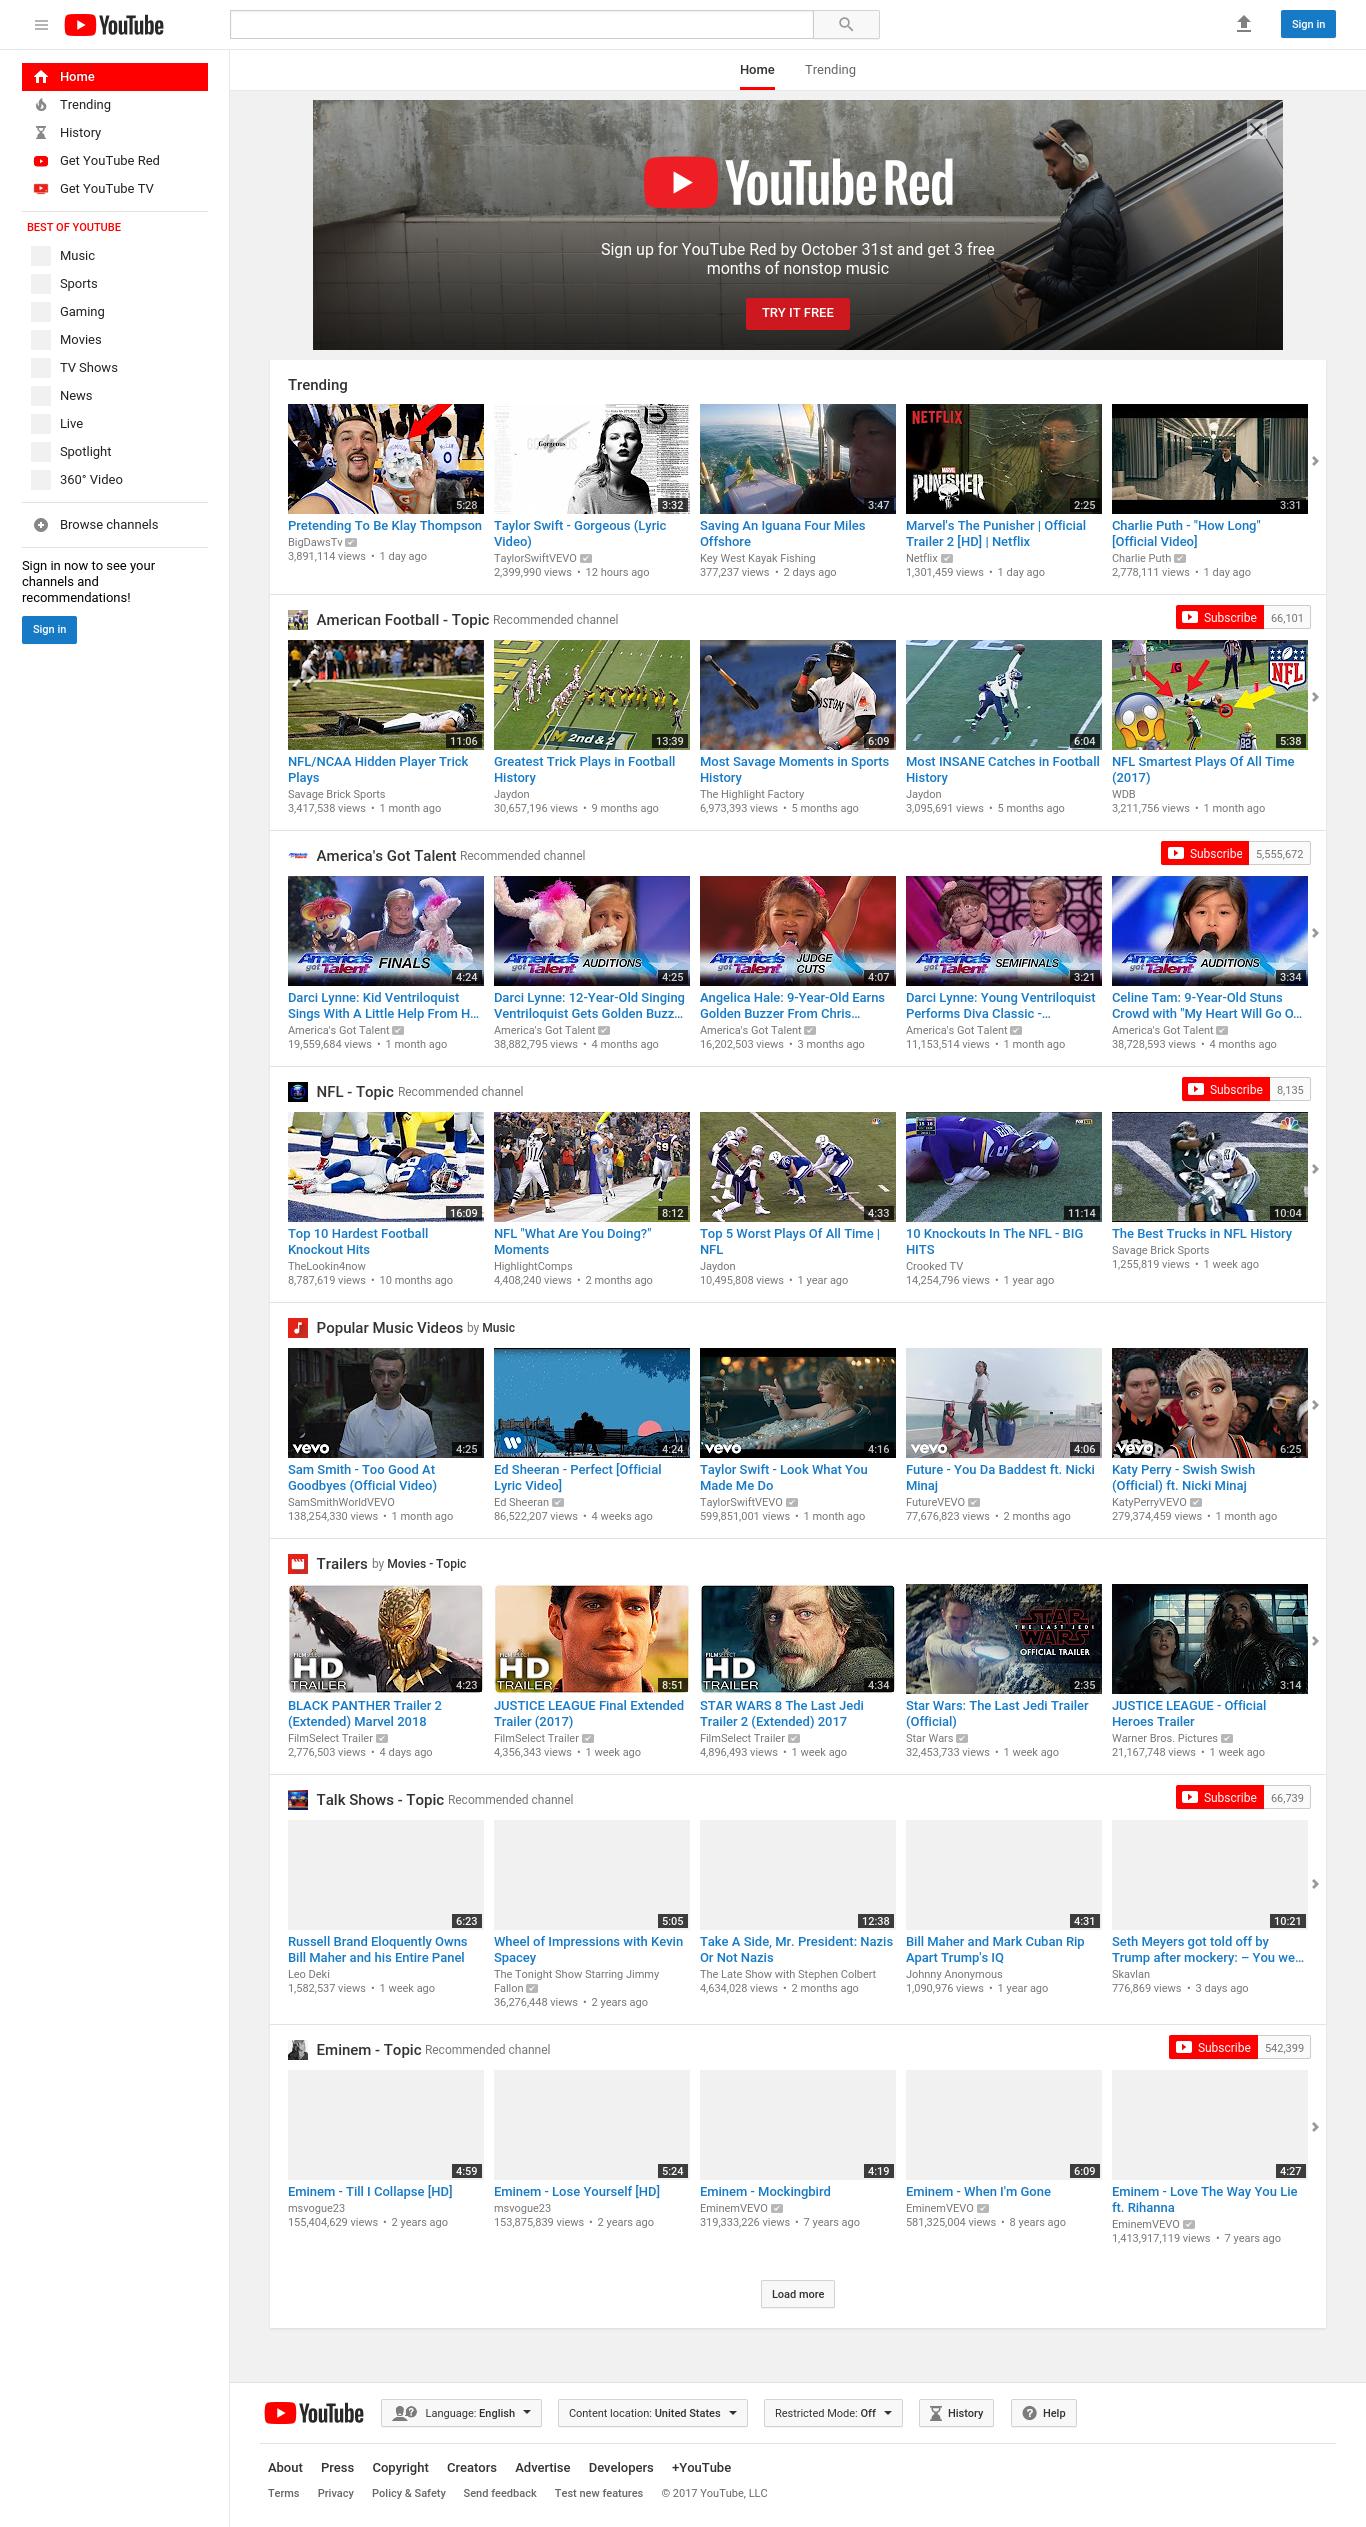 YouTube
Sign in
Home
Trending
History
Get YouTube Red
Get YouTube TV
BEST OF YOUTUBE
Music
Sports
Gaming
Movies
TV Shows
News
Live
Spotlight
360° Video
Browse channels
Sign in now to see your
channels and
recommendations!
Sign in
Home Trending
YouTube Red
Sign up for YouTube Red by October 31st and get 3 free
months of nonstop music
TRY IT FREE
Trending
5:28
Pretending To Be Klay Thompson
BigDawsTv
3,891,114 views • 1 day ago
Gorgeous
3:32
Taylor Swift - Gorgeous (Lyric
Video)
TaylorSwiftVEVO
2,399,990 views • 12 hours ago
3:47
Saving An Iguana Four Miles
Offshore
Key West Kayak Fishing
377,237 views • 2 days ago
NETFLIX
MARVEL
PUNISHER
2:25
Marvel's The Punisher | Official
Trailer 2 [HD] | Netflix
Netflix
1,301,459 views • 1 day ago
3:31
Charlie Puth - "How Long"
[Official Video]
Charlie Puth
2,778,111 views • 1 day ago
American Football - Topic Recommended channel
Subscribe 66,101
11:06
NFL/NCAA Hidden Player Trick
Plays
Savage Brick Sports
3,417,538 views • 1 month ago
2nd & 2
13:39
Greatest Trick Plays in Football
History
Jaydon
30,657,196 views • 9 months ago
6:09
Most Savage Moments in Sports
History
The Highlight Factory
6,973,393 views • 5 months ago
6:04
Most INSANE Catches in Football
History
Jaydon
3,095,691 views • 5 months ago
NFL
5:38
NFL Smartest Plays Of All Time
(2017)
WDB
3,211,756 views • 1 month ago
America's Got Talent Recommended channel
Subscribe 5,555,672
America's got Talent FINALS
4:24
Darci Lynne: Kid Ventriloquist
Sings With A Little Help From H...
America's Got Talent
19,559,684 views • 1 month ago
America's got Talent AUDITIONS
4:25
Darci Lynne: 12-Year-Old Singing
Ventriloquist Gets Golden Buzz...
America's Got Talent
38,882,795 views • 4 months ago
America's got Talent JUDGE CUTS
4:07
Angelica Hale: 9-Year-Old Earns
Golden Buzzer From Chris...
America's Got Talent
16,202,503 views • 3 months ago
America's got Talent SEMIFINALS
3:21
Darci Lynne: Young Ventriloquist
Performs Diva Classic -...
America's Got Talent
11,153,514 views • 1 month ago
America's got Talent AUDITIONS
3:34
Celine Tam: 9-Year-Old Stuns
Crowd with "My Heart Will Go O...
America's Got Talent
38,728,593 views • 4 months ago
NFL - Topic Recommended channel
Subscribe 8,135
16:09
Top 10 Hardest Football
Knockout Hits
TheLookin4now
8,787,619 views • 10 months ago
8:12
NFL "What Are You Doing?"
Moments
HighlightComps
4,408,240 views • 2 months ago
4:33
Top 5 Worst Plays Of All Time |
NFL
Jaydon
10,495,808 views • 1 year ago
11:14
10 Knockouts In The NFL - BIG
HITS
Crooked TV
14,254,796 views • 1 year ago
10:04
The Best Trucks in NFL History
Savage Brick Sports
1,255,819 views • 1 week ago
Popular Music Videos by Music
vevo
4:25
Sam Smith - Too Good At
Goodbyes (Official Video)
SamSmithWorldVEVO
138,254,330 views • 1 month ago
4:24
Ed Sheeran - Perfect [Official
Lyric Video]
Ed Sheeran
86,522,207 views • 4 weeks ago
vevo
4:16
Taylor Swift - Look What You
Made Me Do
TaylorSwiftVEVO
599,851,001 views • 1 month ago
vevo
4:06
Future - You Da Baddest ft. Nicki
Minaj
FutureVEVO
77,676,823 views • 2 months ago
vevo
6:25
Katy Perry - Swish Swish
(Official) ft. Nicki Minaj
KatyPerryVEVO
279,374,459 views • 1 month ago
Trailers by Movies - Topic
FILMSELECT
HD
TRAILER
4:23
BLACK PANTHER Trailer 2
(Extended) Marvel 2018
FilmSelect Trailer
2,776,503 views • 4 days ago
FILMSELECT
HD
TRAILER
8:51
JUSTICE LEAGUE Final Extended
Trailer (2017)
FilmSelect Trailer
4,356,343 views • 1 week ago
FILMSELECT
HD
TRAILER
4:34
STAR WARS 8 The Last Jedi
Trailer 2 (Extended) 2017
FilmSelect Trailer
4,896,493 views • 1 week ago
STAR
THE LAST JEDI
WARS
OFFICIAL TRAILER
2:35
Star Wars: The Last Jedi Trailer
(Official)
Star Wars
32,453,733 views • 1 week ago
3:14
JUSTICE LEAGUE - Official
Heroes Trailer
Warner Bros. Pictures
21,167,748 views • 1 week ago
Talk Shows - Topic Recommended channel
Subscribe 66,739
6:23
Russell Brand Eloquently Owns
Bill Maher and his Entire Panel
Leo Deki
1,582,537 views • 1 week ago
5:05
Wheel of Impressions with Kevin
Spacey
The Tonight Show Starring Jimmy
Fallon
36,276,448 views • 2 years ago
12:38
Take A Side, Mr. President: Nazis
Or Not Nazis
The Late Show with Stephen Colbert
4,634,028 views • 2 months ago
4:31
Bill Maher and Mark Cuban Rip
Apart Trump's IQ
Johnny Anonymous
1,090,976 views • 1 year ago
10:21
Seth Meyers got told off by
Trump after mockery: – You we...
Skavlan
776,869 views • 3 days ago
Eminem - Topic Recommended channel
Subscribe 542,399
4:59
Eminem - Till I Collapse [HD]
msvogue23
155,404,629 views • 2 years ago
5:24
Eminem - Lose Yourself [HD]
msvogue23
153,875,839 views • 2 years ago
4:19
Eminem - Mockingbird
EminemVEVO
319,333,226 views • 7 years ago
6:09
Eminem - When I'm Gone
EminemVEVO
581,325,004 views • 8 years ago
4:27
Eminem - Love The Way You Lie
ft. Rihanna
EminemVEVO
1,413,917,119 views • 7 years ago
Load more
YouTube
Language: English
Content location: United States
Restricted Mode: Off
History
Help
About Press Copyright Creators Advertise Developers +YouTube
Terms Privacy Policy & Safety Send feedback Test new features © 2017 YouTube, LLC